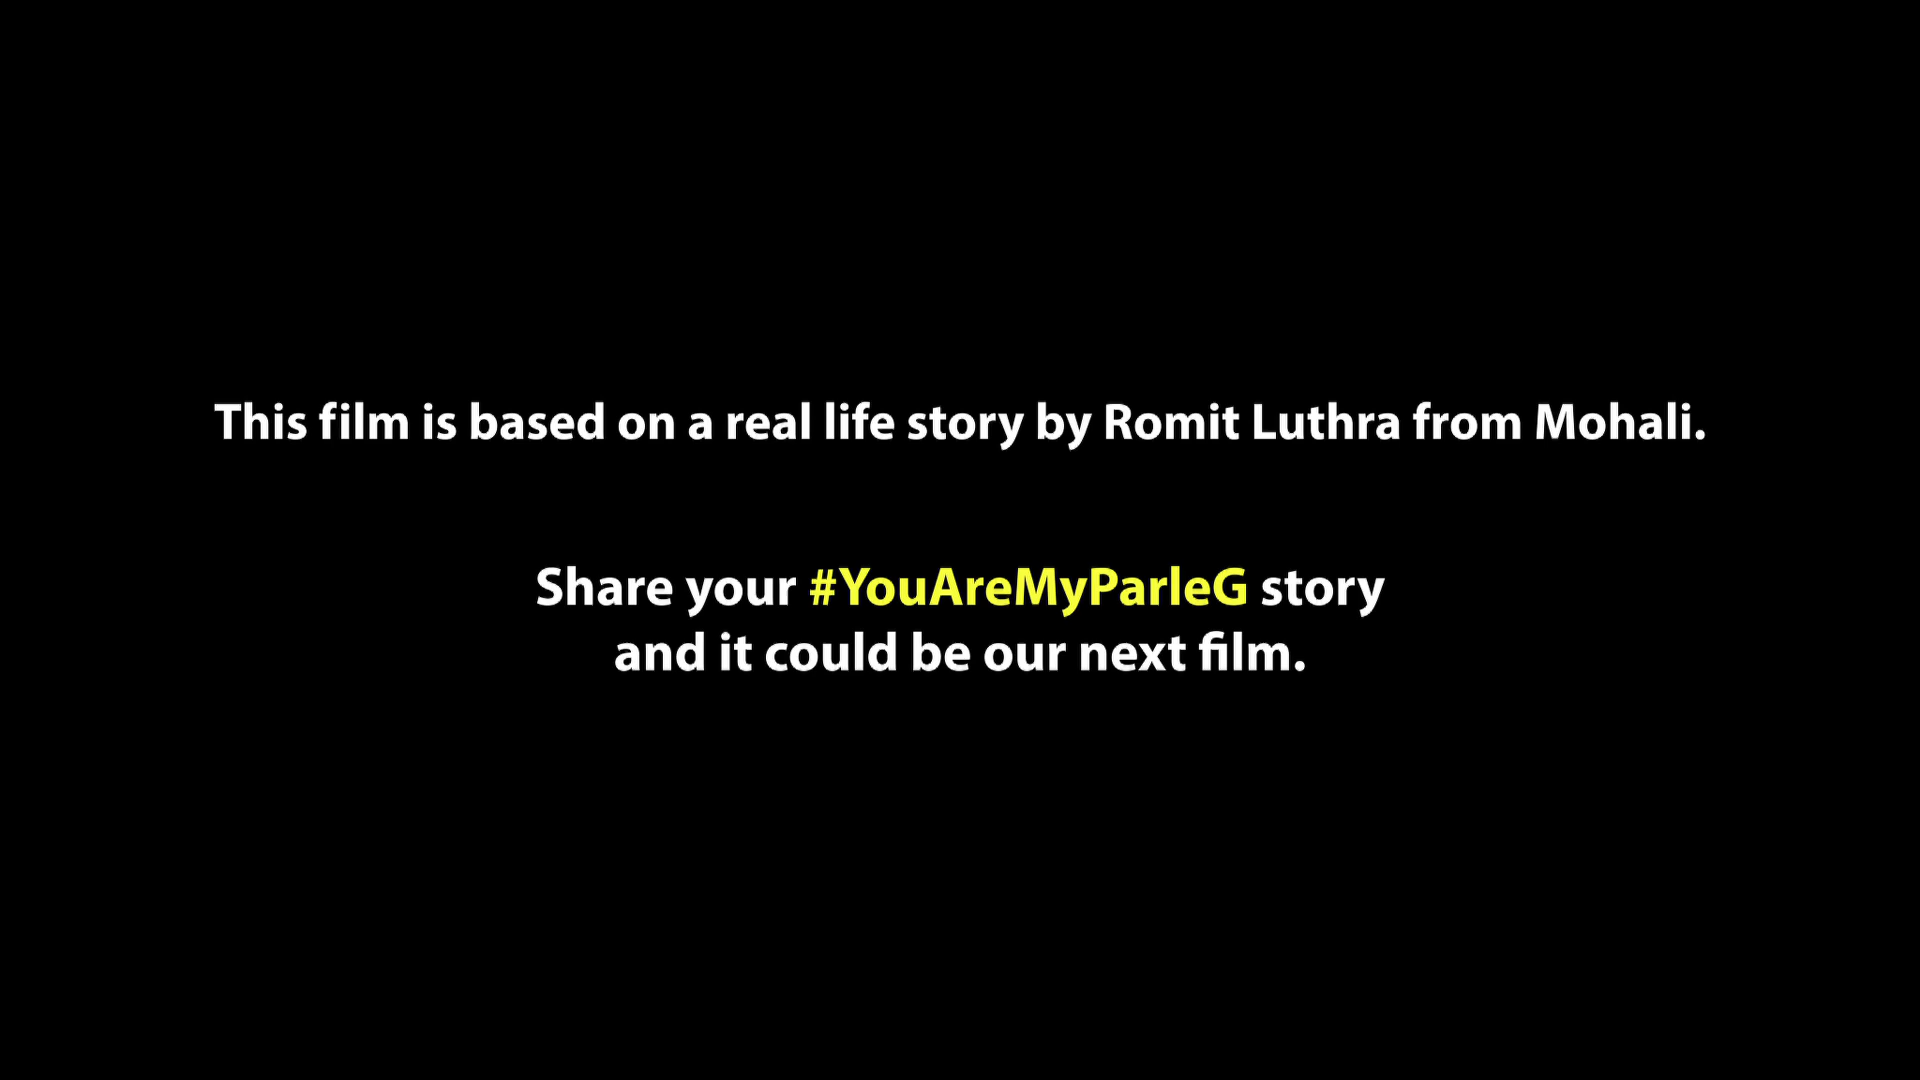 This film is based on a real life story by Romit Luthra from Mohali.
Share your #YouAreMyParleG story
and it could be our next film.